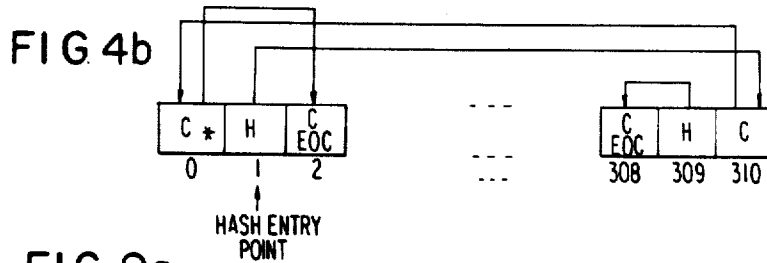 FIG. 4b
C * H C EOC C EOC H C
0 1 2 308 309 310
HASH ENTRY
POINT